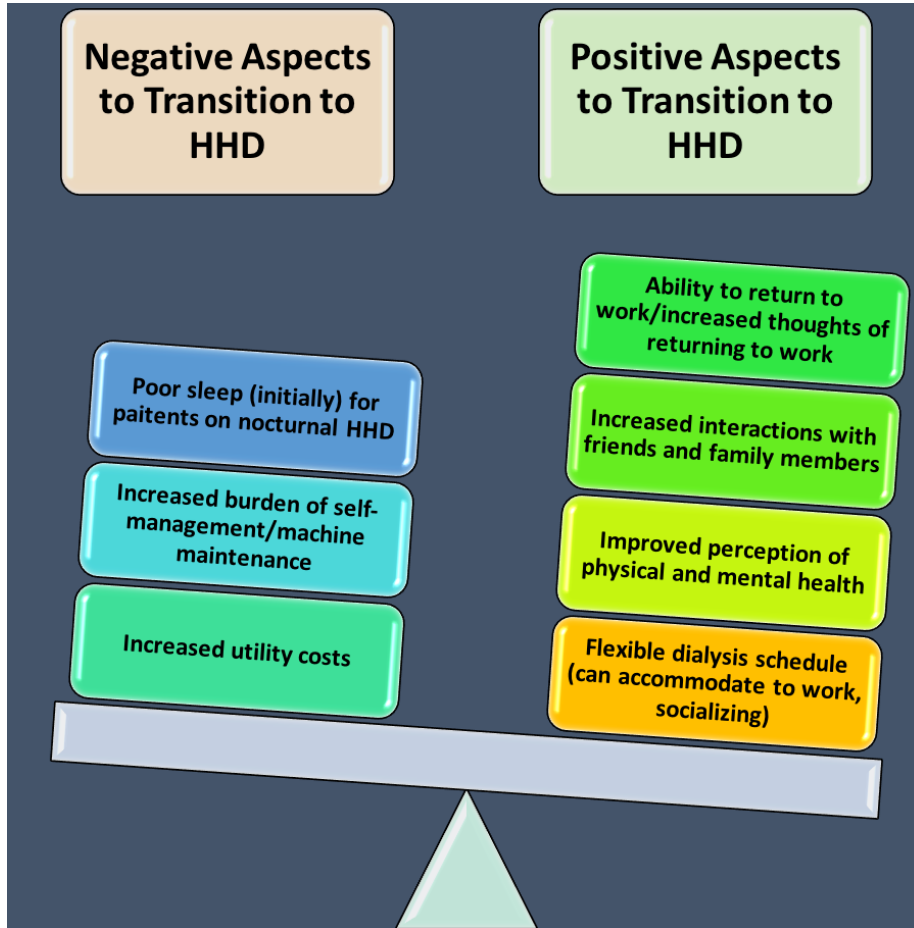 Negative Aspects
to Transition to
HHD
Positive Aspects
to Transition to
HHD
Poor sleep (initially) for
paitents on nocturnal HHD
Increased burden of self-
management/machine
maintenance
Increased utility costs
Ability to return to
work/increased thoughts of
returning to work
Increased interactions with
friends and family members
Improved perception of
physical and mental health
Flexible dialysis schedule
(can accommodate to work,
socializing)